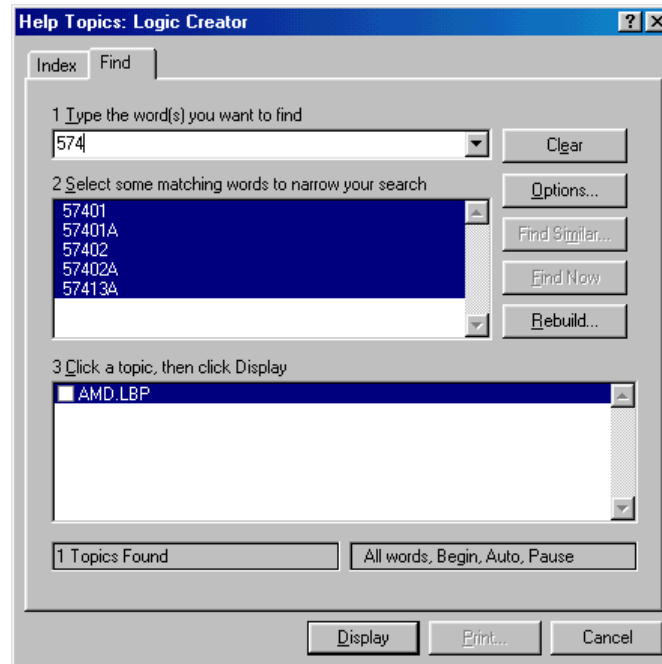 Help Topics: Logic Creator
Index Find
1 Type the word(s) you want to find
574
Clear
2 Select some matching words to narrow your search
Options...
57401
57401A
57402
57402A
57413A
Find Similar...
Find Now
Rebuild...
3 Click a topic, then click Display
AMD.LBP
1 Topics Found All words, Begin, Auto, Pause
Display Print... Cancel